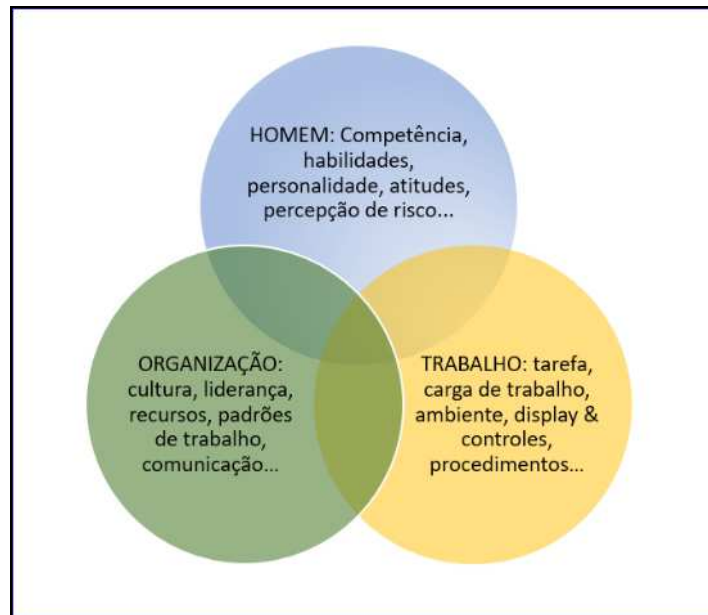 HOMEM: Competência,
habilidades,
personalidade, atitudes,
percepção de risco...
ORGANIZAÇÃO:
cultura, liderança,
recursos, padrões
de trabalho,
comunicação...
TRABALHO: tarefa,
carga de trabalho,
ambiente, display &
controles,
procedimentos...